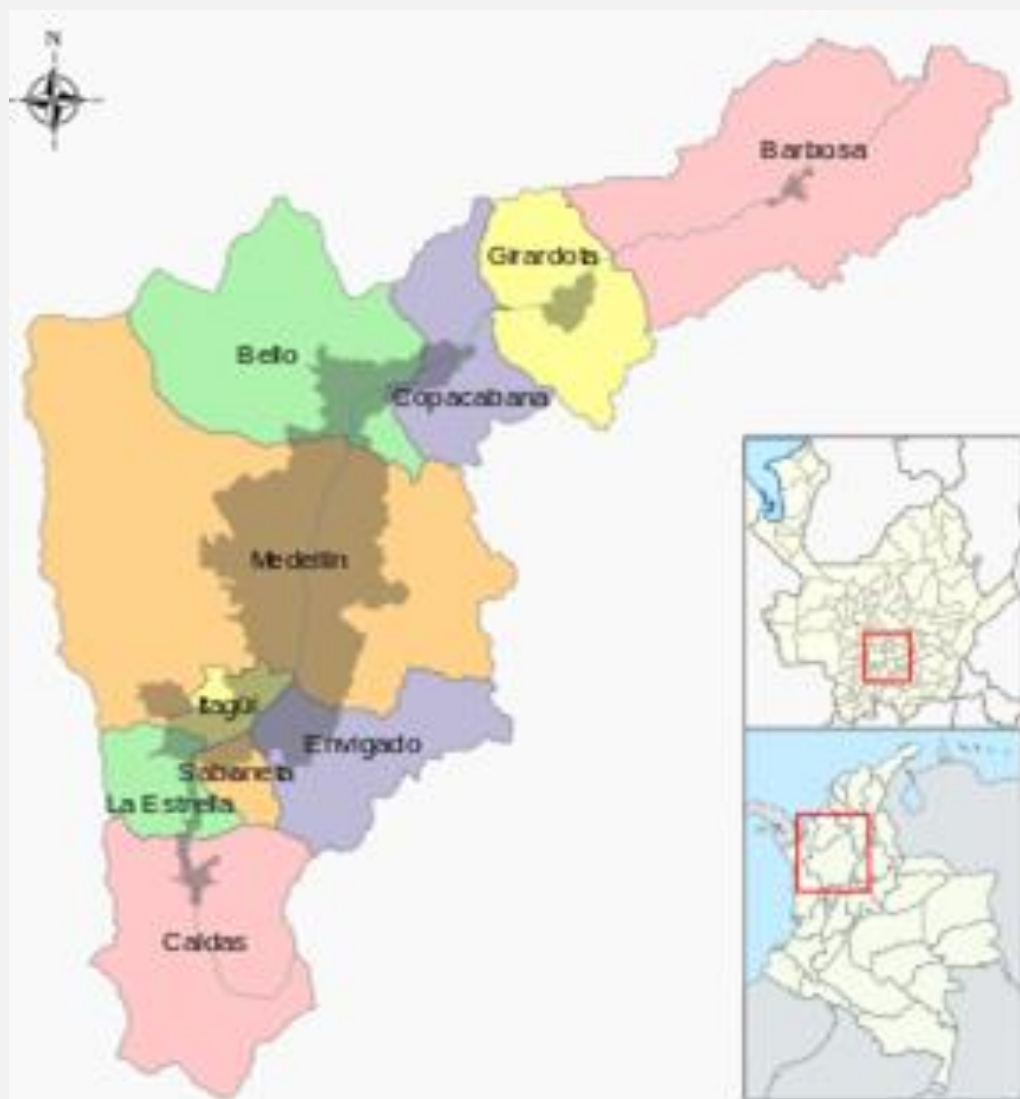 N
Barbosa
Girardota
Bello
Copacabana
Medellín
Itagüí
Envigado
Sabaneta
La Estrella
Caldas